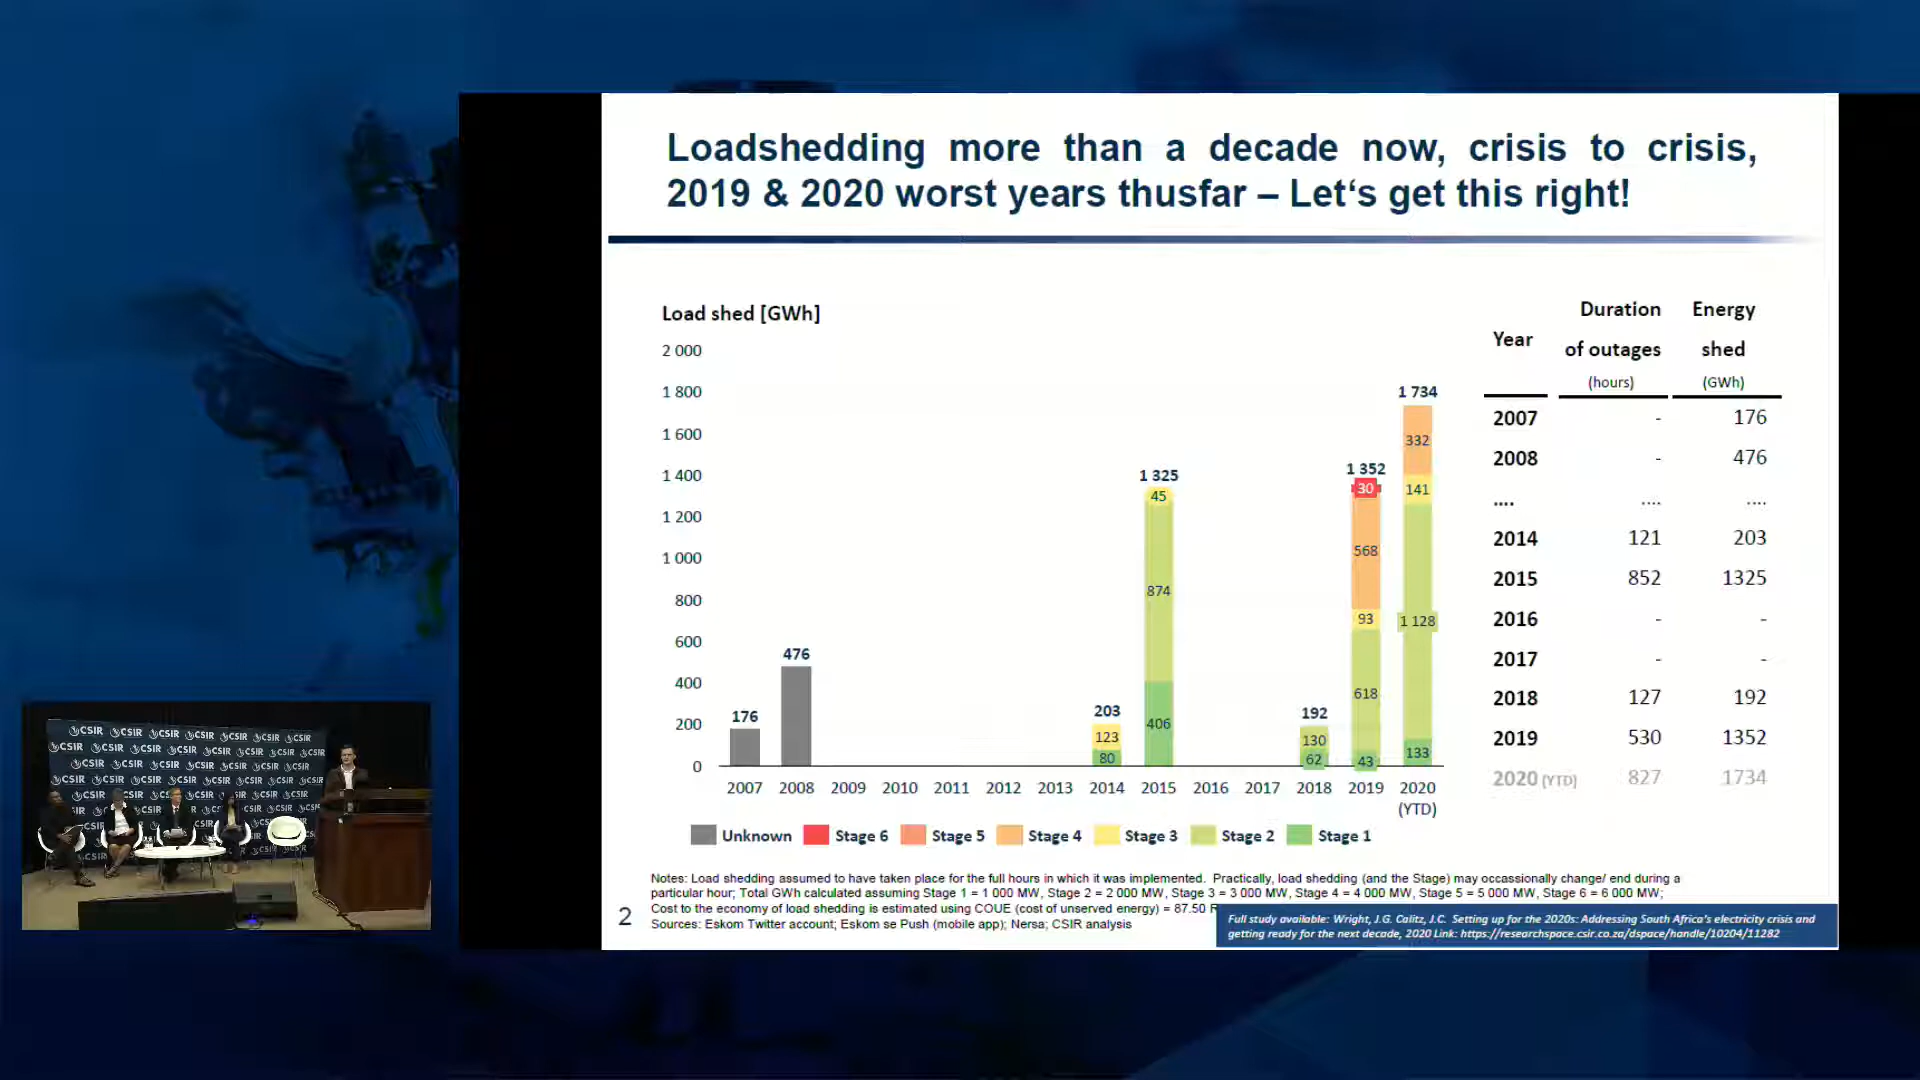 Loadshedding more than a decade now, crisis to crisis,
2019 & 2020 worst years thusfar – Let‘s get this right!
Load shed [GWh]
2 000
1 800
1 600
1 400
1 200
1 000
800
600
400
200
0
176
476
203
123
80
1 325
45
874
406
192
130
62
1 352
30
568
93
618
43
1 734
332
141
1 128
133
2007 2008 2009 2010 2011 2012 2013 2014 2015 2016 2017 2018 2019 2020
(YTD)
Unknown Stage 6 Stage 5 Stage 4 Stage 3 Stage 2 Stage 1
Year Duration of outages (hours) Energy shed (GWh)
2007 - 176
2008 - 476
.... .... ....
2014 121 203
2015 852 1325
2016 - -
2017 - -
2018 127 192
2019 530 1352
2020 (YTD) 827 1734
Notes: Load shedding assumed to have taken place for the full hours in which it was implemented. Practically, load shedding (and the Stage) may occasionally change/ end during a
particular hour; Total GWh calculated assuming Stage 1 = 1 000 MW, Stage 2 = 2 000 MW, Stage 3 = 3 000 MW, Stage 4 = 4 000 MW, Stage 5 = 5 000 MW, Stage 6 = 6 000 MW;
Cost to the economy of load shedding is estimated using COUE (cost of unserved energy) = 87.50 R
Sources: Eskom Twitter account; Eskom se Push (mobile app); Nersa; CSIR analysis
2
Full study available: Wright, J.G. Calitz, J.C. Setting up for the 2020s: Addressing South Africa's electricity crisis and
getting ready for the next decade, 2020 Link: https://researchspace.csir.co.za/dspace/handle/10204/11282
CSIR CSIR CSIR CSIR CSIR CSIR